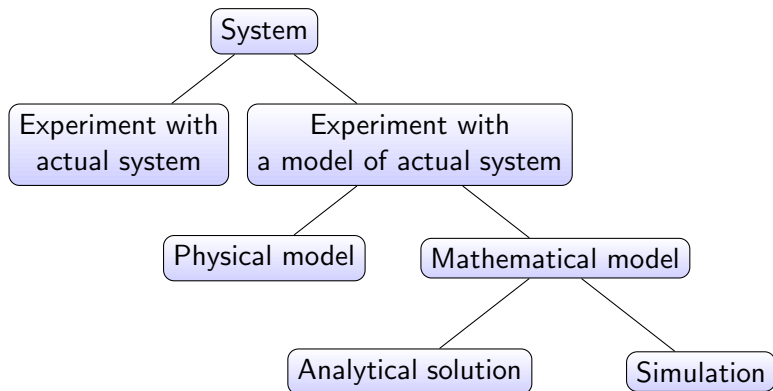 System
Experiment with
actual system
Experiment with
a model of actual system
Physical model
Mathematical model
Analytical solution
Simulation